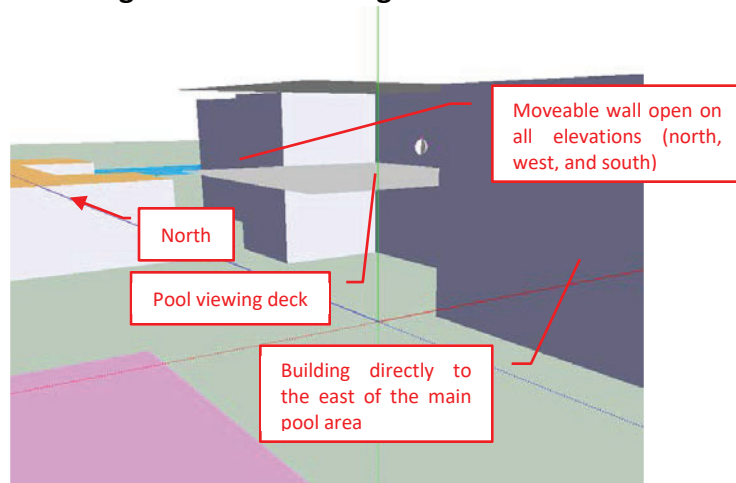 Moveable wall open on
all elevations (north,
west, and south)
North
Pool viewing deck
Building directly to
the east of the main
pool area